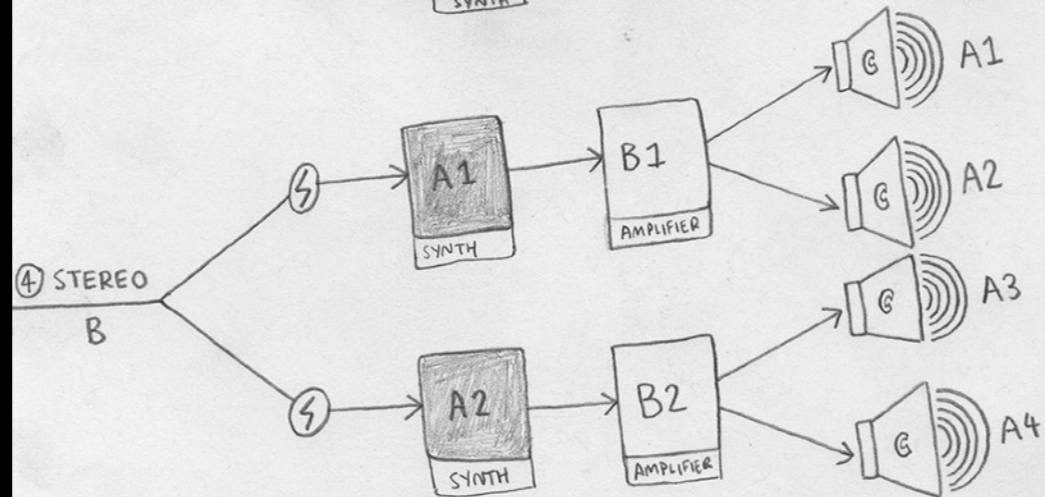 SYNTH
A1
A1
B1
A2
SYNTH
AMPLIFIER
④ STEREO
B
A3
A2
B2
A4
SYNTH
AMPLIFIER